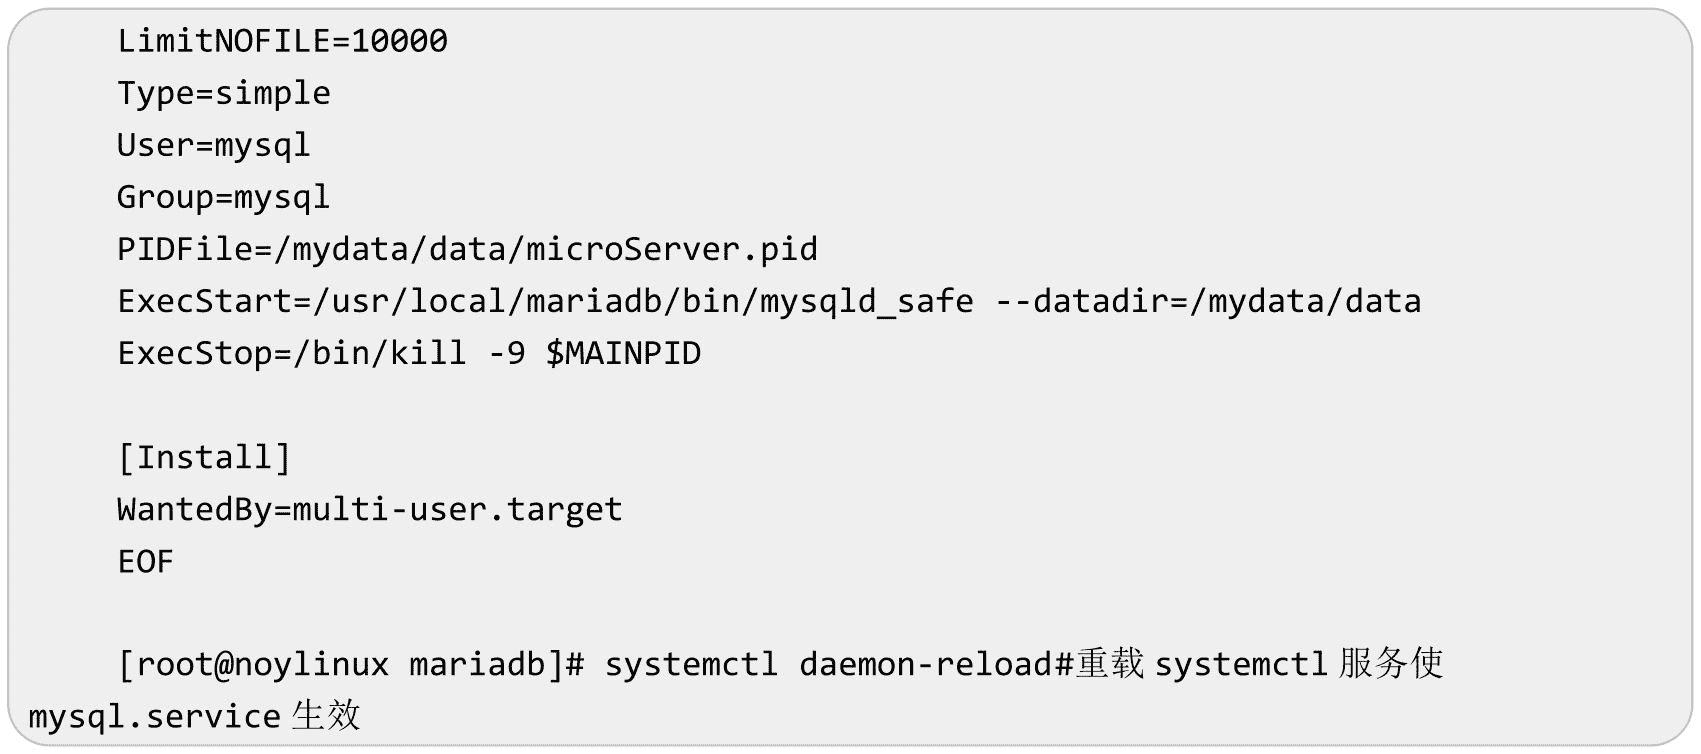 LimitNOFILE=10000
Type=simple
User=mysql
Group=mysql
PIDFile=/mydata/data/microServer.pid
ExecStart=/usr/local/mariadb/bin/mysqld_safe --datadir=/mydata/data
ExecStop=/bin/kill -9 $MAINPID
[Install]
WantedBy=multi-user.target
EOF
[root@noylinux mariadb]# systemctl daemon-reload#重载 systemctl 服务使
mysql.service 生效